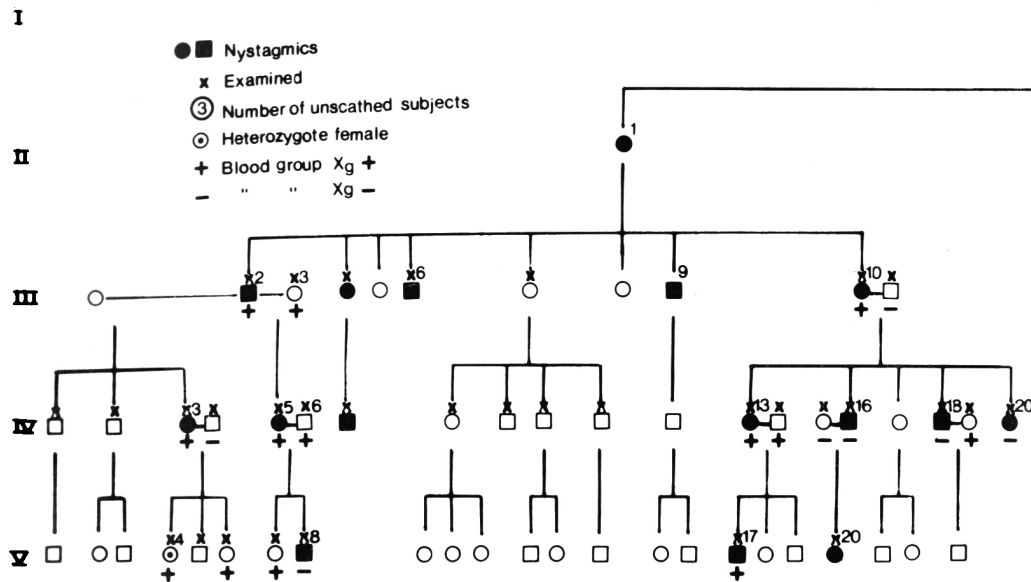 I
Nystagmics
x Examined
3 Number of unscathed subjects
Heterozygote female
+ Blood group Xg +
− " " Xg −
1
II
x2 x3 x x6 x 9 x10 x
III
+ + + −
x x x3 x x5 x6 x x x x x x13 x x x16 x18 x x20
IV
+ − + + + + − − − + −
x4 x x x x8 x17 x20
V
+ + + − +